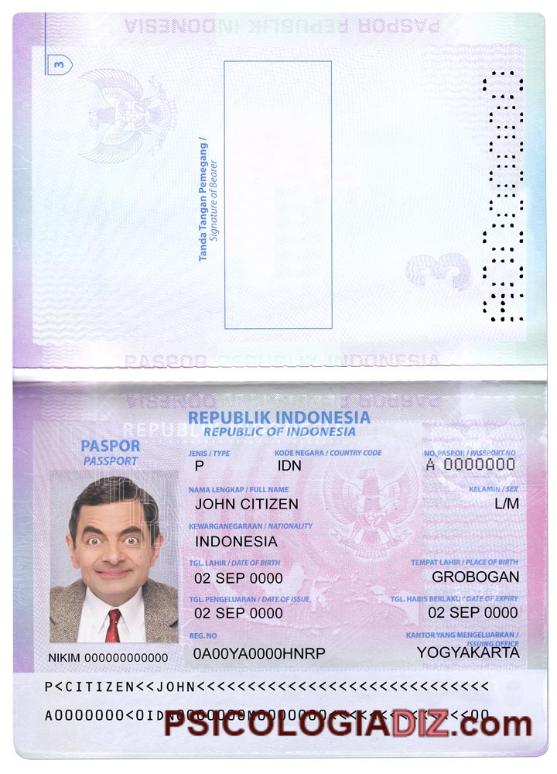 PASPOR REPUBLIK INDONESIA
3
Tanda Tangan Pemegang /
Signature of Bearer
3
PASPOR REPUBLIK INDONESIA
REPUBLIK INDONESIA
REPUBLIC OF INDONESIA
PASPOR
PASSPORT
JENIS / TYPE KODE NEGARA / COUNTRY CODE NO. PASPOR / PASSPORT NO
P IDN A 0000000
NAMA LENGKAP / FULL NAME KELAMIN / SEX
JOHN CITIZEN L/M
KEWARGANEGARAAN / NATIONALITY
INDONESIA
TGL. LAHIR / DATE OF BIRTH TEMPAT LAHIR / PLACE OF BIRTH
02 SEP 0000 GROBOGAN
TGL. PENGELUARAN / DATE OF ISSUE TGL. HABIS BERLAKU / DATE OF EXPIRY
02 SEP 0000 02 SEP 0000
REG. NO KANTOR YANG MENGELUARKAN /
ISSUING OFFICE
0A00YA0000HNRP YOGYAKARTA
NIKIM 000000000000
P<CITIZEN<<JOHN<<<<<<<<<<<<<<<<<<<<<<<<<<<<<
PSICOLOGIADIZ.com